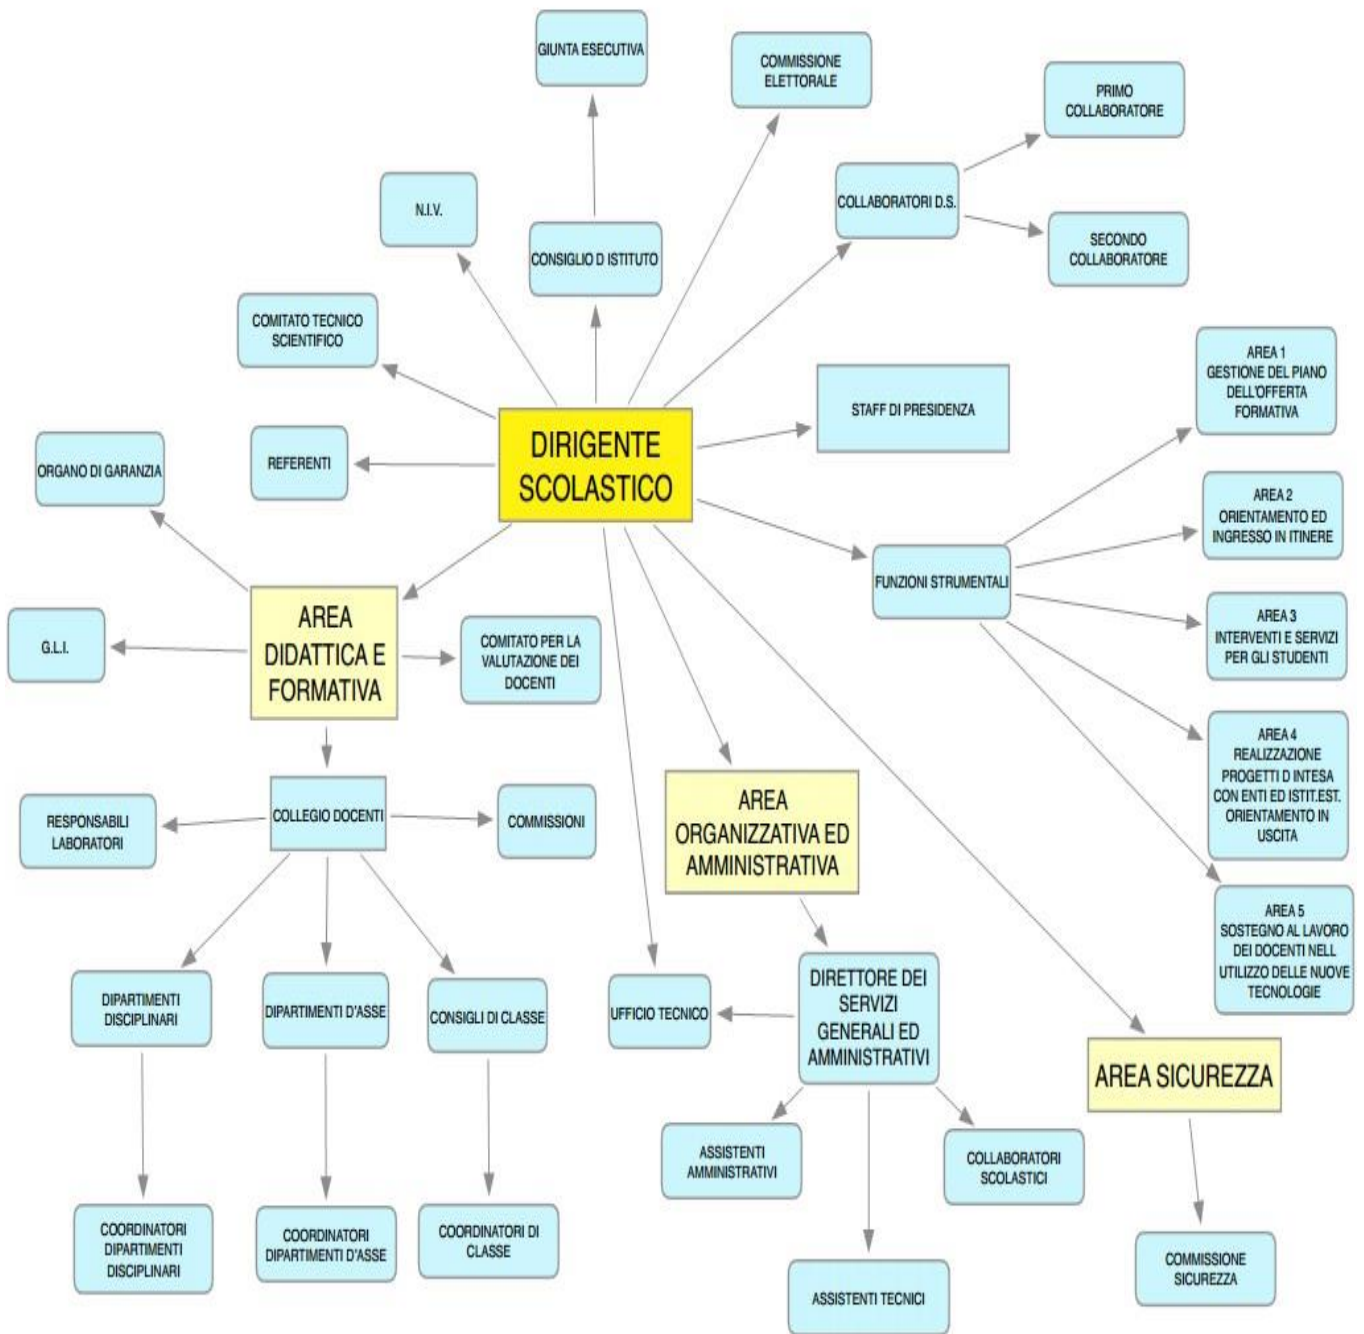 GIUNTA ESECUTIVA
COMMISSIONE
ELETTORALE
PRIMO
COLLABORATORE
N.I.V.
COLLABORATORI D.S.
CONSIGLIO D ISTITUTO
SECONDO
COLLABORATORE
COMITATO TECNICO
SCIENTIFICO
AREA 1
GESTIONE DEL PIANO
DELL'OFFERTA
FORMATIVA
STAFF DI PRESIDENZA
DIRIGENTE
SCOLASTICO
REFERENTI
ORGANO DI GARANZIA
AREA 2
ORIENTAMENTO ED
INGRESSO IN ITINERE
FUNZIONI STRUMENTALI
AREA
DIDATTICA E
FORMATIVA
G.L.I.
COMITATO PER LA
VALUTAZIONE DEI
DOCENTI
AREA 3
INTERVENTI E SERVIZI
PER GLI STUDENTI
AREA 4
REALIZZAZIONE
PROGETTI D INTESA
CON ENTI ED ISTIT.EST.
ORIENTAMENTO IN
USCITA
RESPONSABILI
LABORATORI
COLLEGIO DOCENTI
COMMISSIONI
AREA
ORGANIZZATIVA ED
AMMINISTRATIVA
AREA 5
SOSTEGNO AL LAVORO
DEI DOCENTI NELL
UTILIZZO DELLE NUOVE
TECNOLOGIE
DIPARTIMENTI
DISCIPLINARI
DIPARTIMENTI D'ASSE
CONSIGLI DI CLASSE
UFFICIO TECNICO
DIRETTORE DEI
SERVIZI
GENERALI ED
AMMINISTRATIVI
AREA SICUREZZA
ASSISTENTI
AMMINISTRATIVI
COLLABORATORI
SCOLASTICI
COORDINATORI
DIPARTIMENTI
DISCIPLINARI
COORDINATORI
DIPARTIMENTI D'ASSE
COORDINATORI DI
CLASSE
ASSISTENTI TECNICI
COMMISSIONE
SICUREZZA